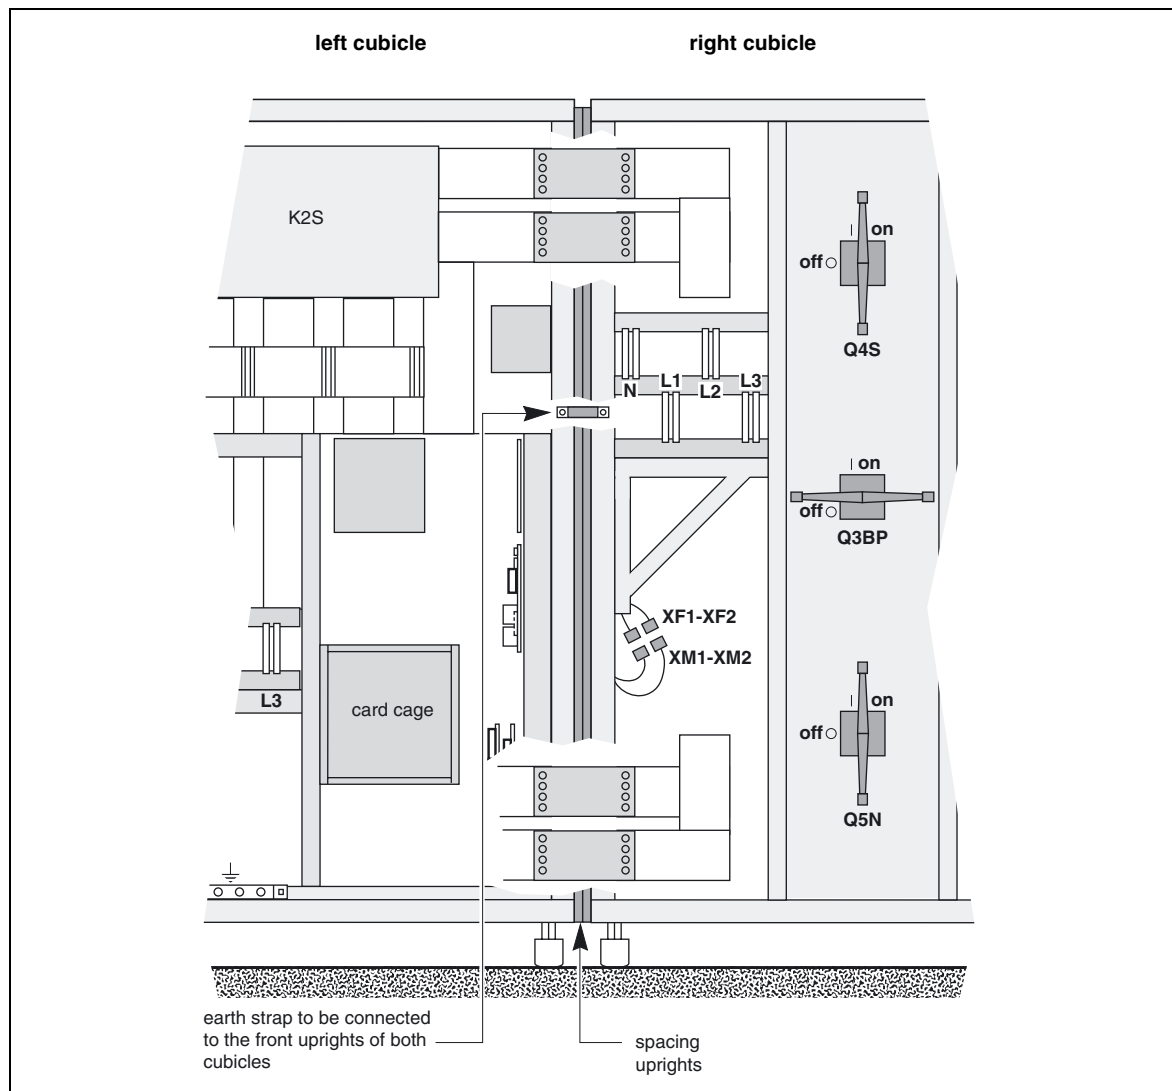 left cubicle
right cubicle
K2S
| on
off
Q4S
N
L1
L2
L3
| on
off
Q3BP
XF1-XF2
XM1-XM2
L3
card cage
| on
off
Q5N
earth strap to be connected
to the front uprights of both
cubicles
spacing
uprights